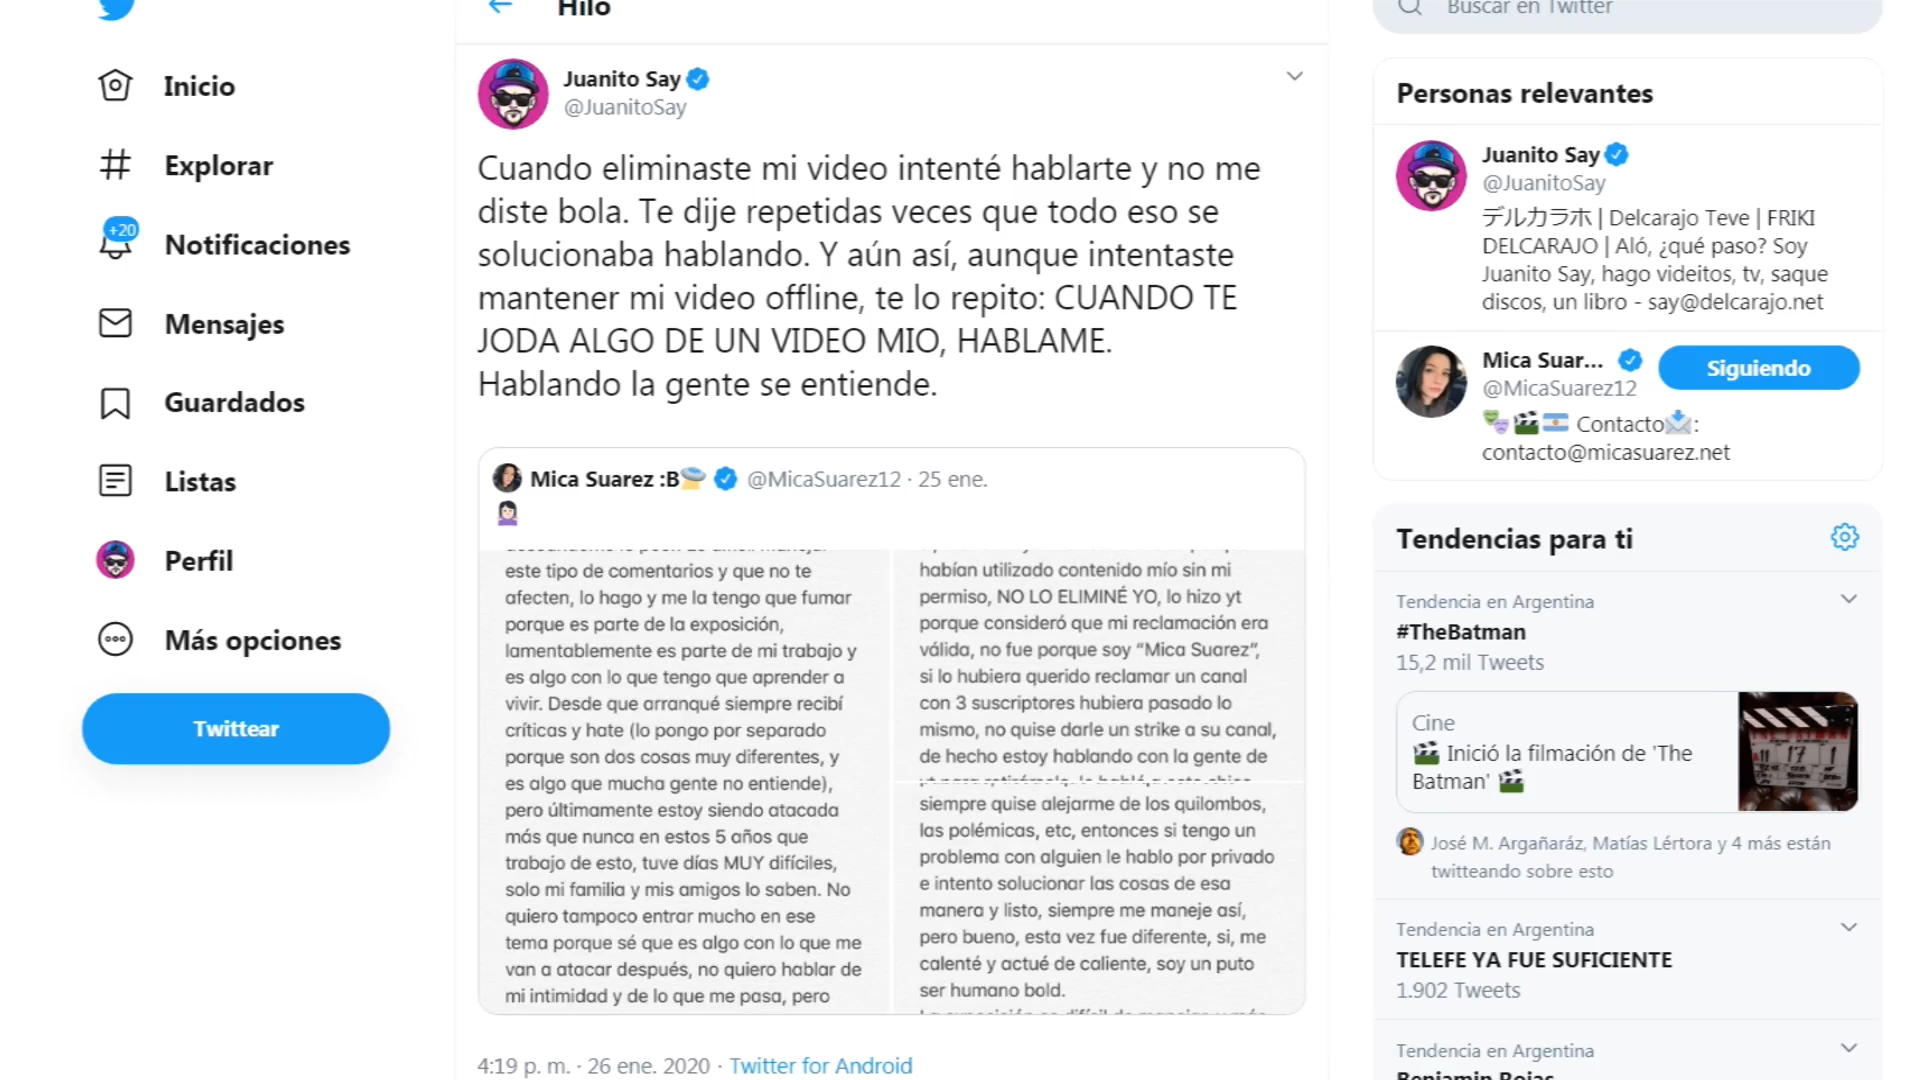 Hilo
Buscar en Twitter
Inicio
Explorar
+20
Notificaciones
Mensajes
Guardados
Listas
Perfil
Más opciones
Twittear
Juanito Say
@JuanitoSay
Cuando eliminaste mi video intenté hablarte y no me
diste bola. Te dije repetidas veces que todo eso se
solucionaba hablando. Y aún así, aunque intentaste
mantener mi video offline, te lo repito: CUANDO TE
JODA ALGO DE UN VIDEO MIO, HABLAME.
Hablando la gente se entiende.
Mica Suarez :B @MicaSuarez12 · 25 ene.
este tipo de comentarios y que no te
afecten, lo hago y me la tengo que fumar
porque es parte de la exposición,
lamentablemente es parte de mi trabajo y
es algo con lo que tengo que aprender a
vivir. Desde que arranqué siempre recibí
críticas y hate (lo pongo por separado
porque son dos cosas muy diferentes, y
es algo que mucha gente no entiende),
pero últimamente estoy siendo atacada
más que nunca en estos 5 años que
trabajo de esto, tuve días MUY difíciles,
solo mi familia y mis amigos lo saben. No
quiero tampoco entrar mucho en ese
tema porque sé que es algo con lo que me
van a atacar después, no quiero hablar de
mi intimidad y de lo que me pasa, pero
habían utilizado contenido mío sin mi
permiso, NO LO ELIMINÉ YO, lo hizo yt
porque consideró que mi reclamación era
válida, no fue porque soy “Mica Suarez”,
si lo hubiera querido reclamar un canal
con 3 suscriptores hubiera pasado lo
mismo, no quise darle un strike a su canal,
de hecho estoy hablando con la gente de
siempre quise alejarme de los quilombos,
las polémicas, etc, entonces si tengo un
problema con alguien le hablo por privado
e intento solucionar las cosas de esa
manera y listo, siempre me maneje así,
pero bueno, esta vez fue diferente, si, me
calenté y actué de caliente, soy un puto
ser humano bold.
4:19 p. m. · 26 ene. 2020 · Twitter for Android
Personas relevantes
Juanito Say
@JuanitoSay
デルカラホ | Delcarajo Teve | FRIKI
DELCARAJO | Aló, ¿qué paso? Soy
Juanito Say, hago videitos, tv, saque
discos, un libro - say@delcarajo.net
Mica Suar...
@MicaSuarez12
Siguiendo
Contacto :
contacto@micasuarez.net
Tendencias para ti
Tendencia en Argentina
#TheBatman
15,2 mil Tweets
Cine
Inició la filmación de 'The
Batman'
José M. Argañaráz, Matías Lértora y 4 más están
twitteando sobre esto
Tendencia en Argentina
TELEFE YA FUE SUFICIENTE
1.902 Tweets
Tendencia en Argentina
Benjamin Rojas